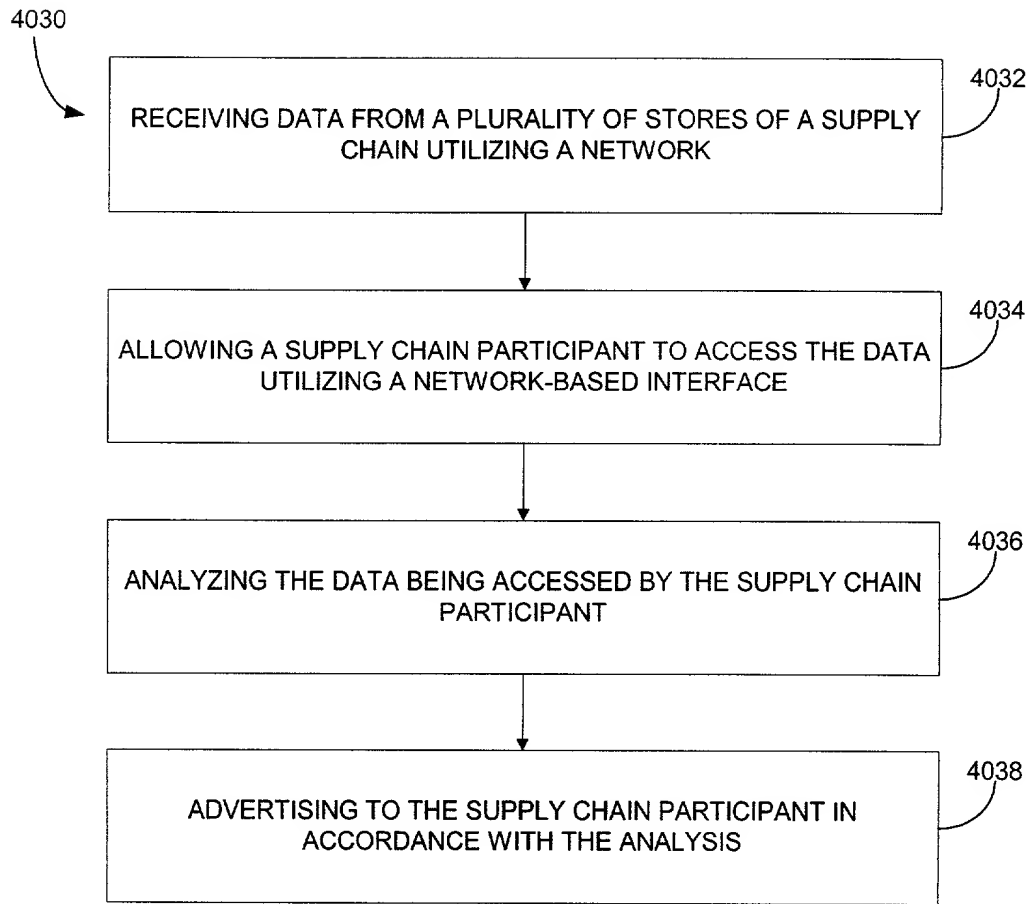 4030
4032
RECEIVING DATA FROM A PLURALITY OF STORES OF A SUPPLY
CHAIN UTILIZING A NETWORK
4034
ALLOWING A SUPPLY CHAIN PARTICIPANT TO ACCESS THE DATA
UTILIZING A NETWORK-BASED INTERFACE
4036
ANALYZING THE DATA BEING ACCESSED BY THE SUPPLY CHAIN
PARTICIPANT
4038
ADVERTISING TO THE SUPPLY CHAIN PARTICIPANT IN
ACCORDANCE WITH THE ANALYSIS